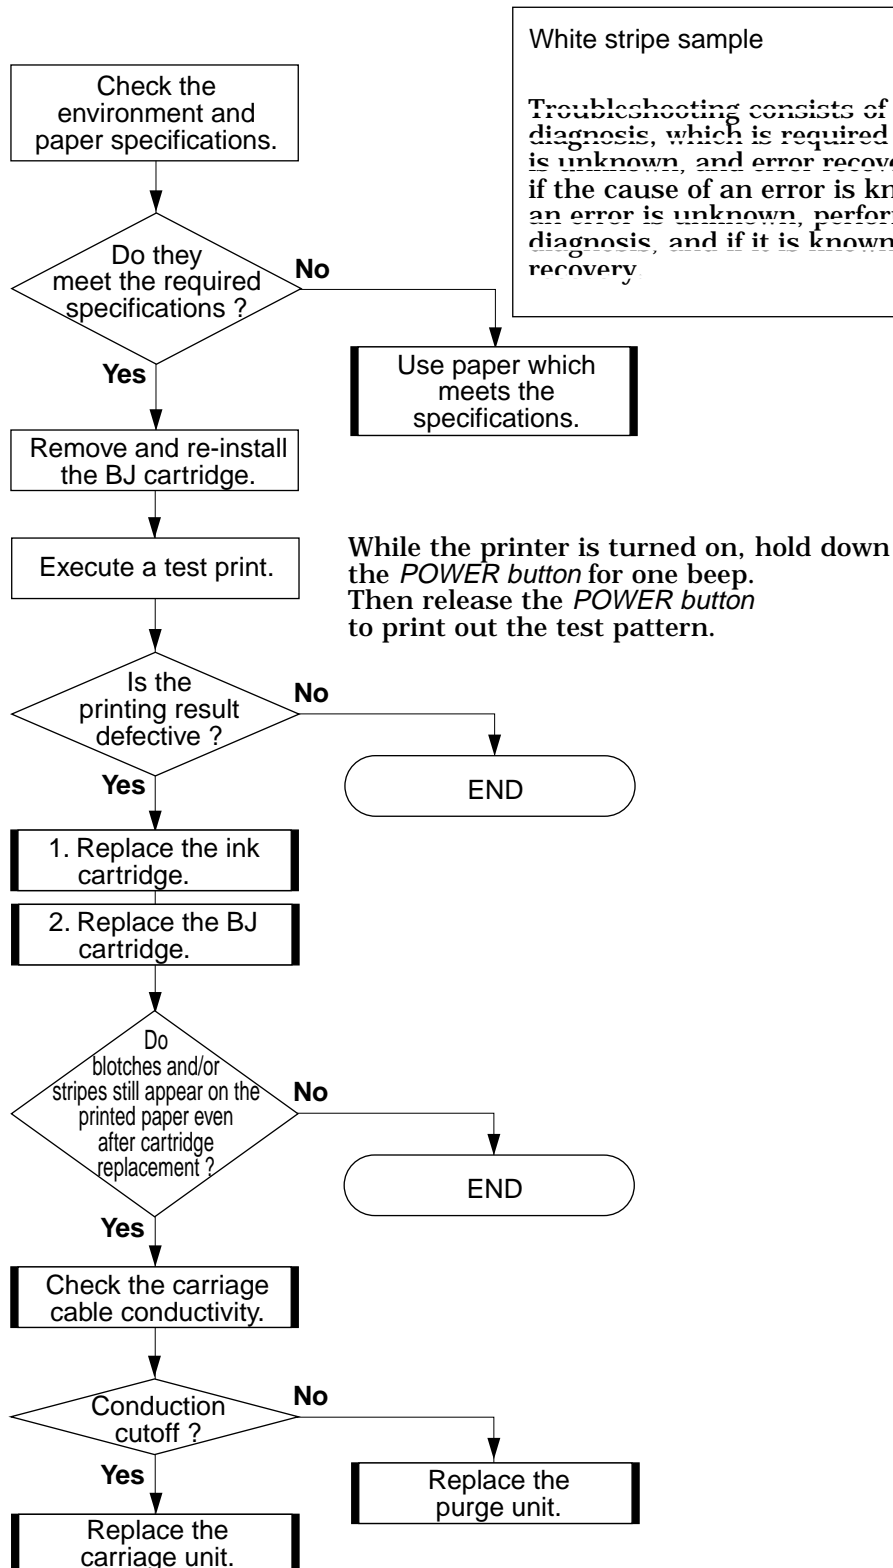 White stripe sample
Troubleshooting consists of
diagnosis, which is required
is unknown, and error recov
if the cause of an error is kn
an error is unknown, perfor
diagnosis, and if it is known
recovery.
Check the
environment and
paper specifications.
Do they
meet the required
specifications ?
No
Yes
Use paper which
meets the
specifications.
Remove and re-install
the BJ cartridge.
Execute a test print.
While the printer is turned on, hold down
the POWER button for one beep.
Then release the POWER button
to print out the test pattern.
Is the
printing result
defective ?
No
Yes
END
1. Replace the ink
cartridge.
2. Replace the BJ
cartridge.
Do
blotches and/or
stripes still appear on the
printed paper even
after cartridge
replacement ?
No
Yes
END
Check the carriage
cable conductivity.
Conduction
cutoff ?
No
Yes
Replace the
purge unit.
Replace the
carriage unit.